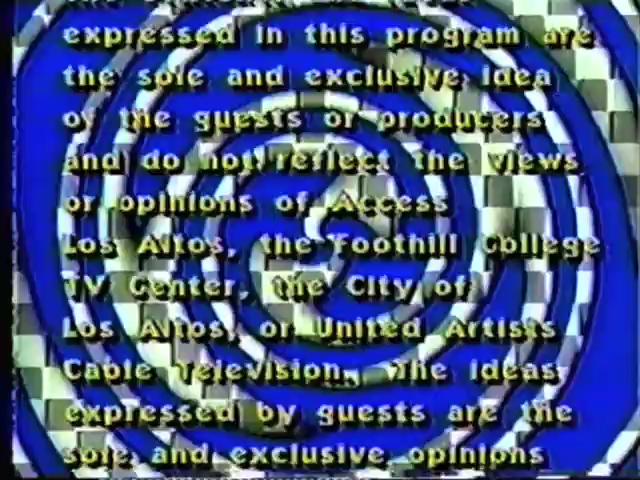 expressed in this program are
the sole and exclusive idea
of the guests or producers
and do not reflect the views
or opinions of Access
Los Altos, the Foothill College
TV Center, the City of
Los Altos, or United Artists
Cable Television. The ideas
expressed by guests are the
sole and exclusive opinions